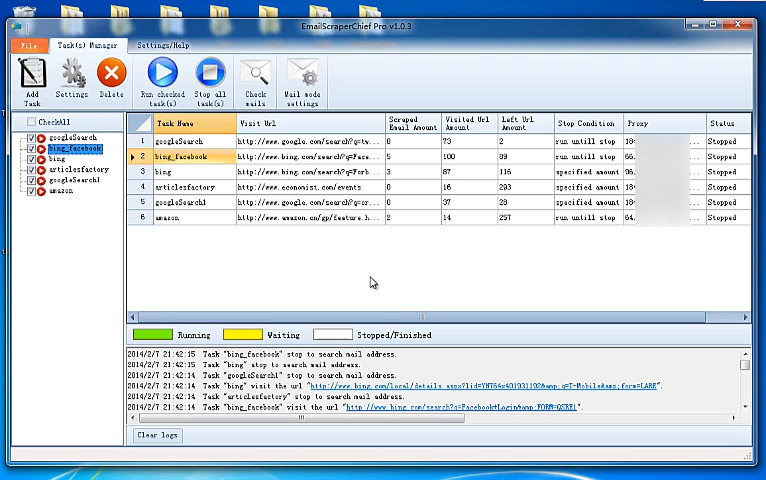 EmailScraperChief Pro v1.0.3
File Task(s) Manager Settings/Help
Add Task Settings Delete Run checked task(s) Stop all task(s) Check mails Mail mode settings
CheckAll
googleSearch
bing_facebook
bing
articlesfactory
googleSearch1
amazon
Task Name Visit Url Scraped Email Amount Visited Url Amount Left Url Amount Stop Condition Proxy Status
1 googleSearch http://www.google.com/search?q=tw... 0 73 2 run untill stop 184 ... Stopped
2 bing_facebook http://www.bing.com/search?q=Face... 5 100 89 run untill stop 66. ... Stopped
3 bing http://www.bing.com/search?q=Forb... 3 87 116 specified amount 96. ... Stopped
4 articlesfactory http://www.economist.com/events 0 16 293 specified amount 184 ... Stopped
5 googleSearch1 http://www.google.com/search?q=or... 0 37 28 specified amount 184 ... Stopped
6 amazon http://www.amazon.cn/gp/feature.h... 2 14 257 run untill stop 64. ... Stopped
Running Waiting Stopped/Finished
2014/2/7 21:42:15 Task "bing_facebook" stop to search mail address.
2014/2/7 21:42:15 Task "bing" stop to search mail address.
2014/2/7 21:42:14 Task "googleSearch1" stop to search mail address.
2014/2/7 21:42:14 Task "bing" visit the url "http://www.bing.com/local/details.aspx?lid=YN764x401931192&amp;q=T-Mobile&amp;form=LARE".
2014/2/7 21:42:14 Task "articlesfactory" stop to search mail address.
2014/2/7 21:42:14 Task "bing_facebook" visit the url "http://www.bing.com/search?q=Facebook+Login&amp;FORM=QSRE1".
Clear logs